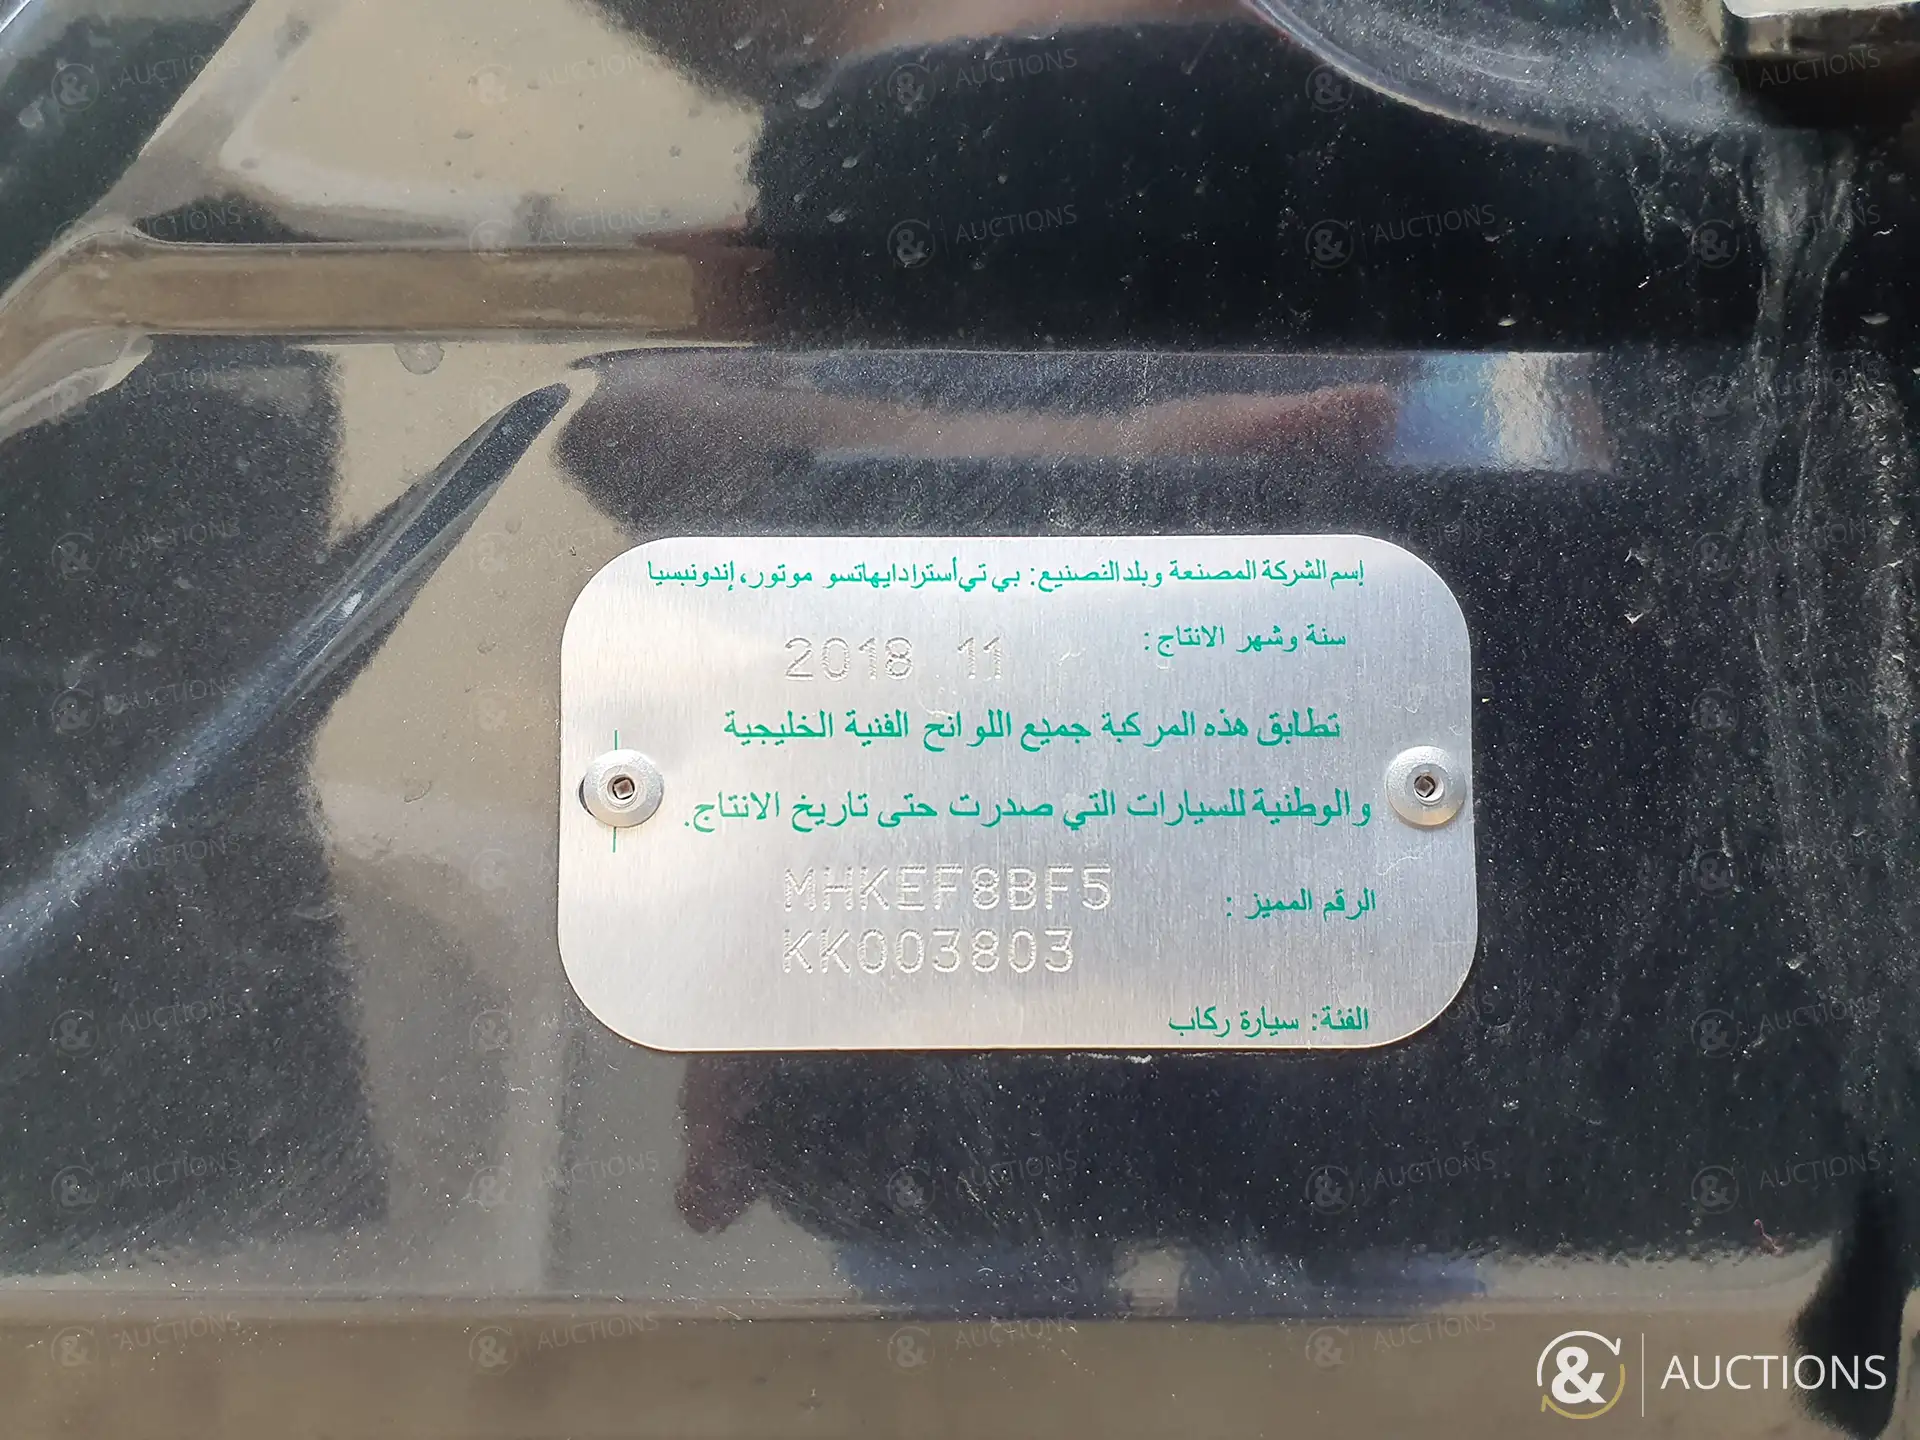 إسم الشركة المصنعة وبلد التصنيع: بي تي أسترا دايهاتسو موتور، إندونيسيا
سنة وشهر الانتاج: 2018 11
تطابق هذه المركبة جميع اللوائح الفنية الخليجية
والوطنية للسيارات التي صدرت حتى تاريخ الانتاج.
الرقم المميز: MHKEF8BF5
KK003803
الفئة: سيارة ركاب
& AUCTIONS